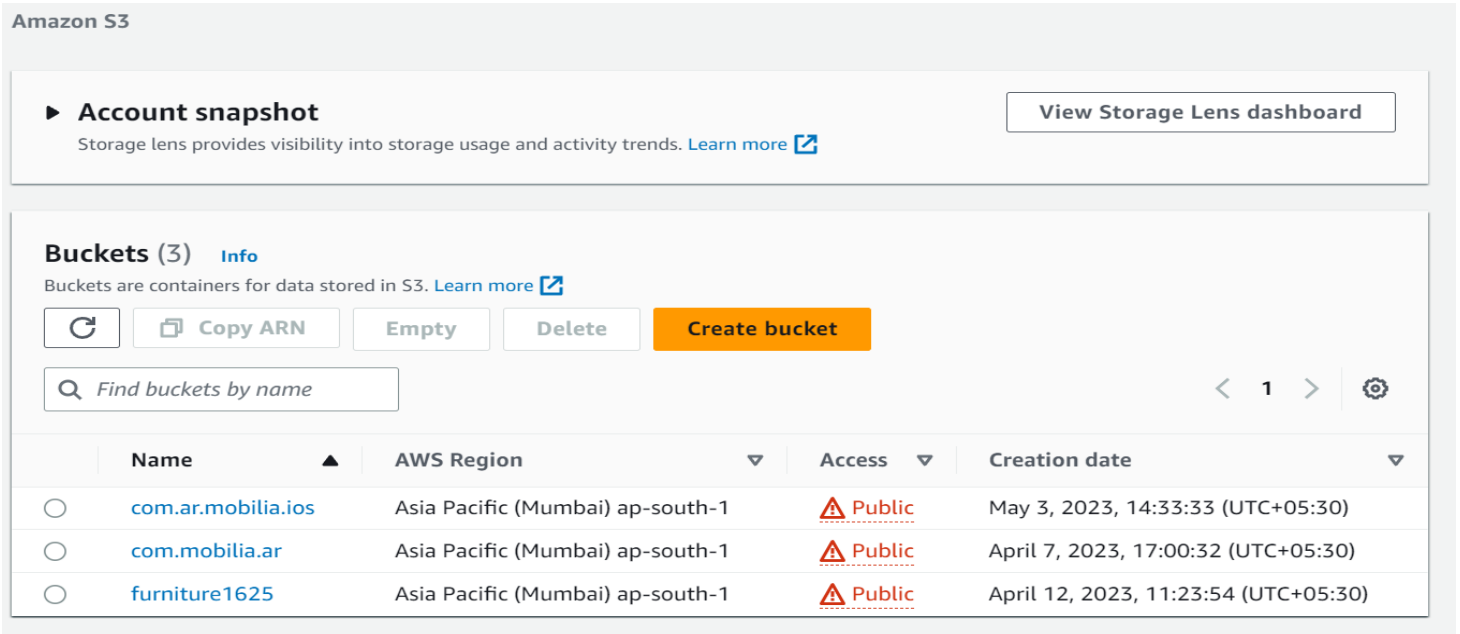 Amazon S3
Account snapshot
View Storage Lens dashboard
Storage lens provides visibility into storage usage and activity trends. Learn more
Buckets (3) Info
Buckets are containers for data stored in S3. Learn more
Copy ARN Empty Delete Create bucket
Find buckets by name
1
Name AWS Region Access Creation date
com.ar.mobilia.ios Asia Pacific (Mumbai) ap-south-1 Public May 3, 2023, 14:33:33 (UTC+05:30)
com.mobilia.ar Asia Pacific (Mumbai) ap-south-1 Public April 7, 2023, 17:00:32 (UTC+05:30)
furniture1625 Asia Pacific (Mumbai) ap-south-1 Public April 12, 2023, 11:23:54 (UTC+05:30)